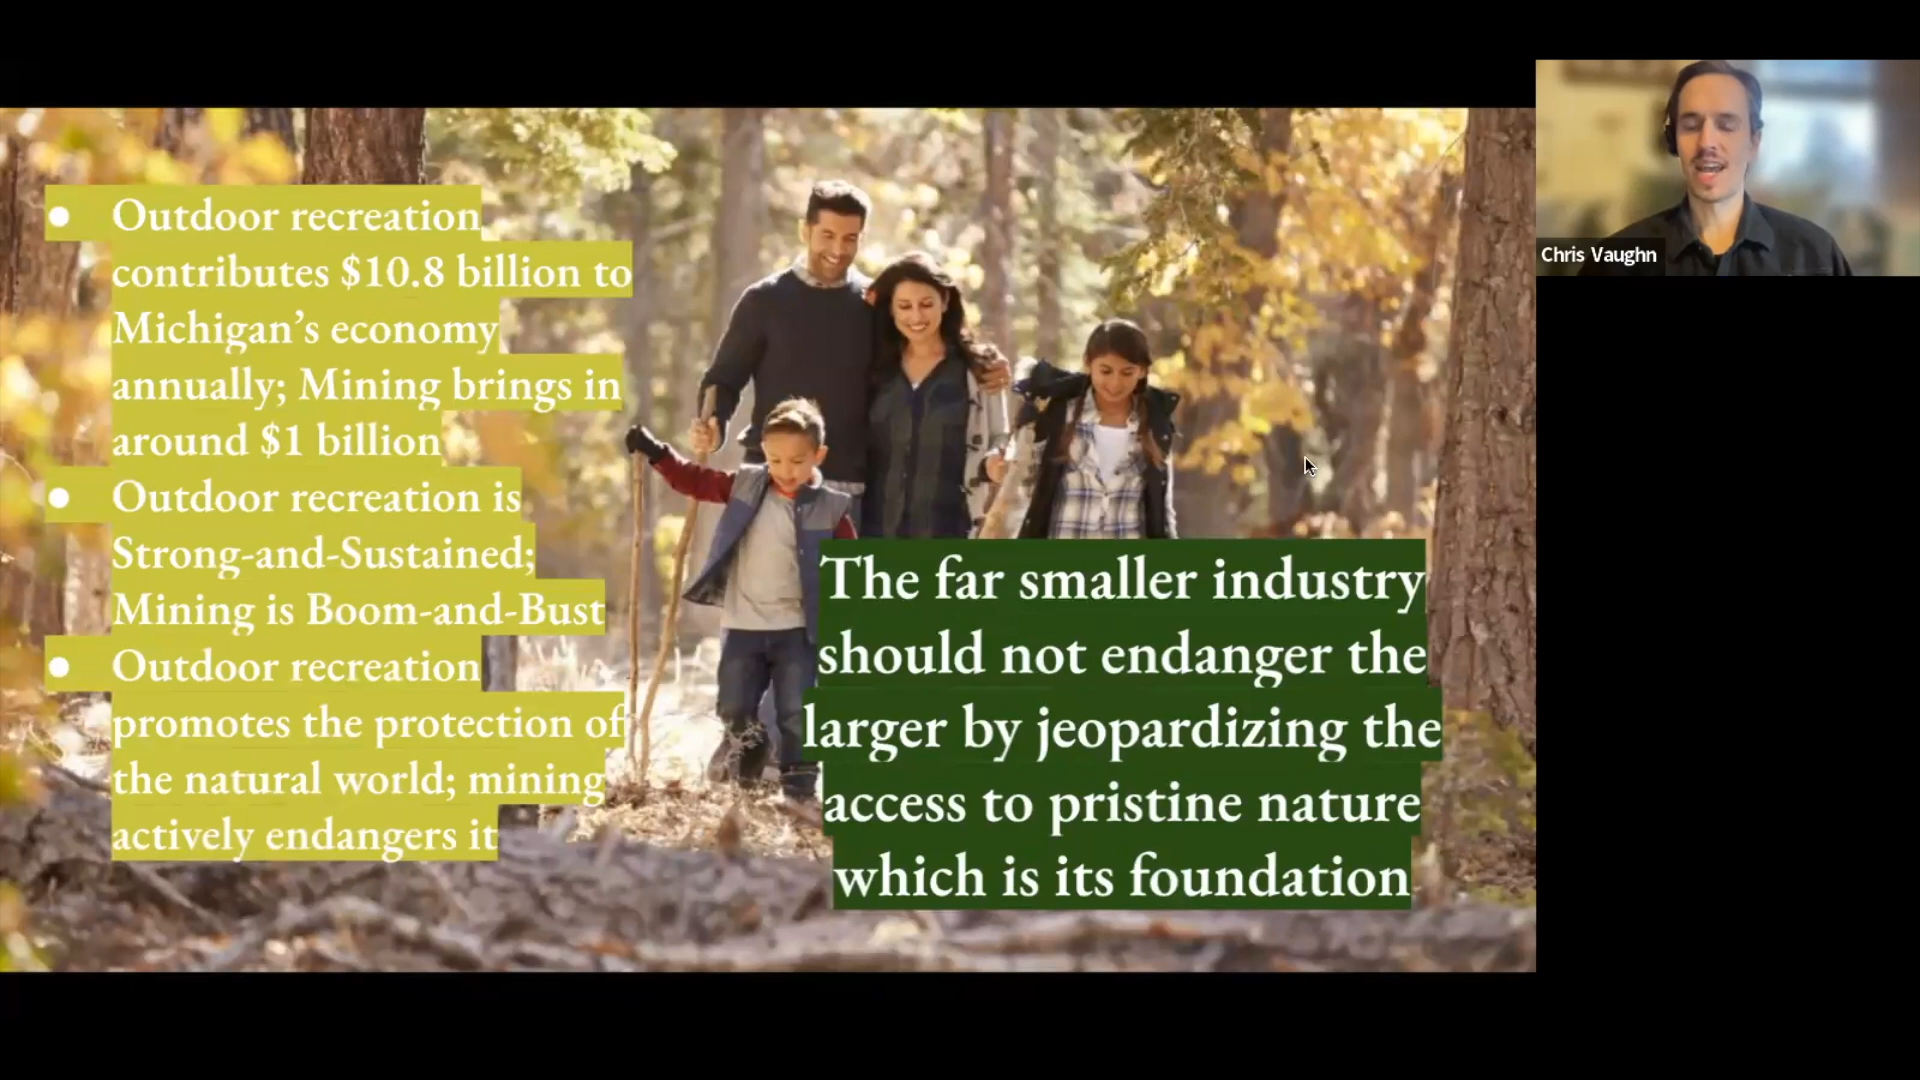 ● Outdoor recreation
contributes $10.8 billion to
Michigan’s economy
annually; Mining brings in
around $1 billion
● Outdoor recreation is
Strong-and-Sustained;
Mining is Boom-and-Bust
● Outdoor recreation
promotes the protection of
the natural world; mining
actively endangers it
The far smaller industry
should not endanger the
larger by jeopardizing the
access to pristine nature
which is its foundation
Chris Vaughn